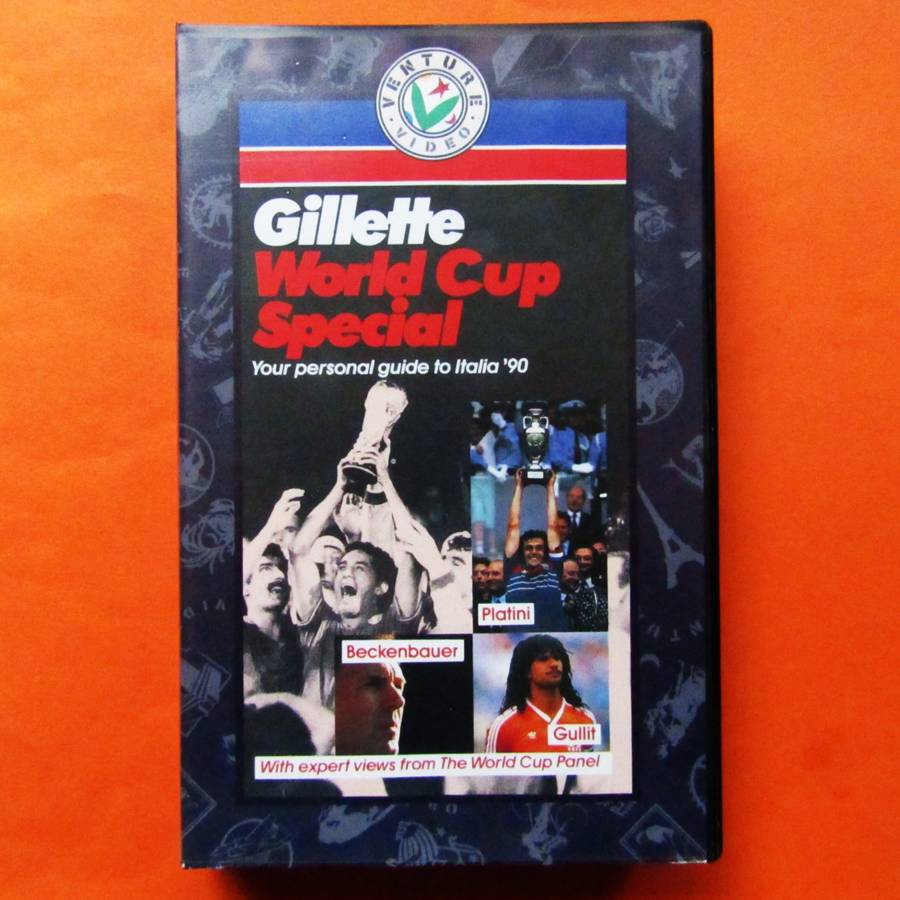 VENTURE
· VIDEO ·
Gillette
World Cup
Special
Your personal guide to Italia '90
Platini
Beckenbauer
Gullit
With expert views from The World Cup Panel